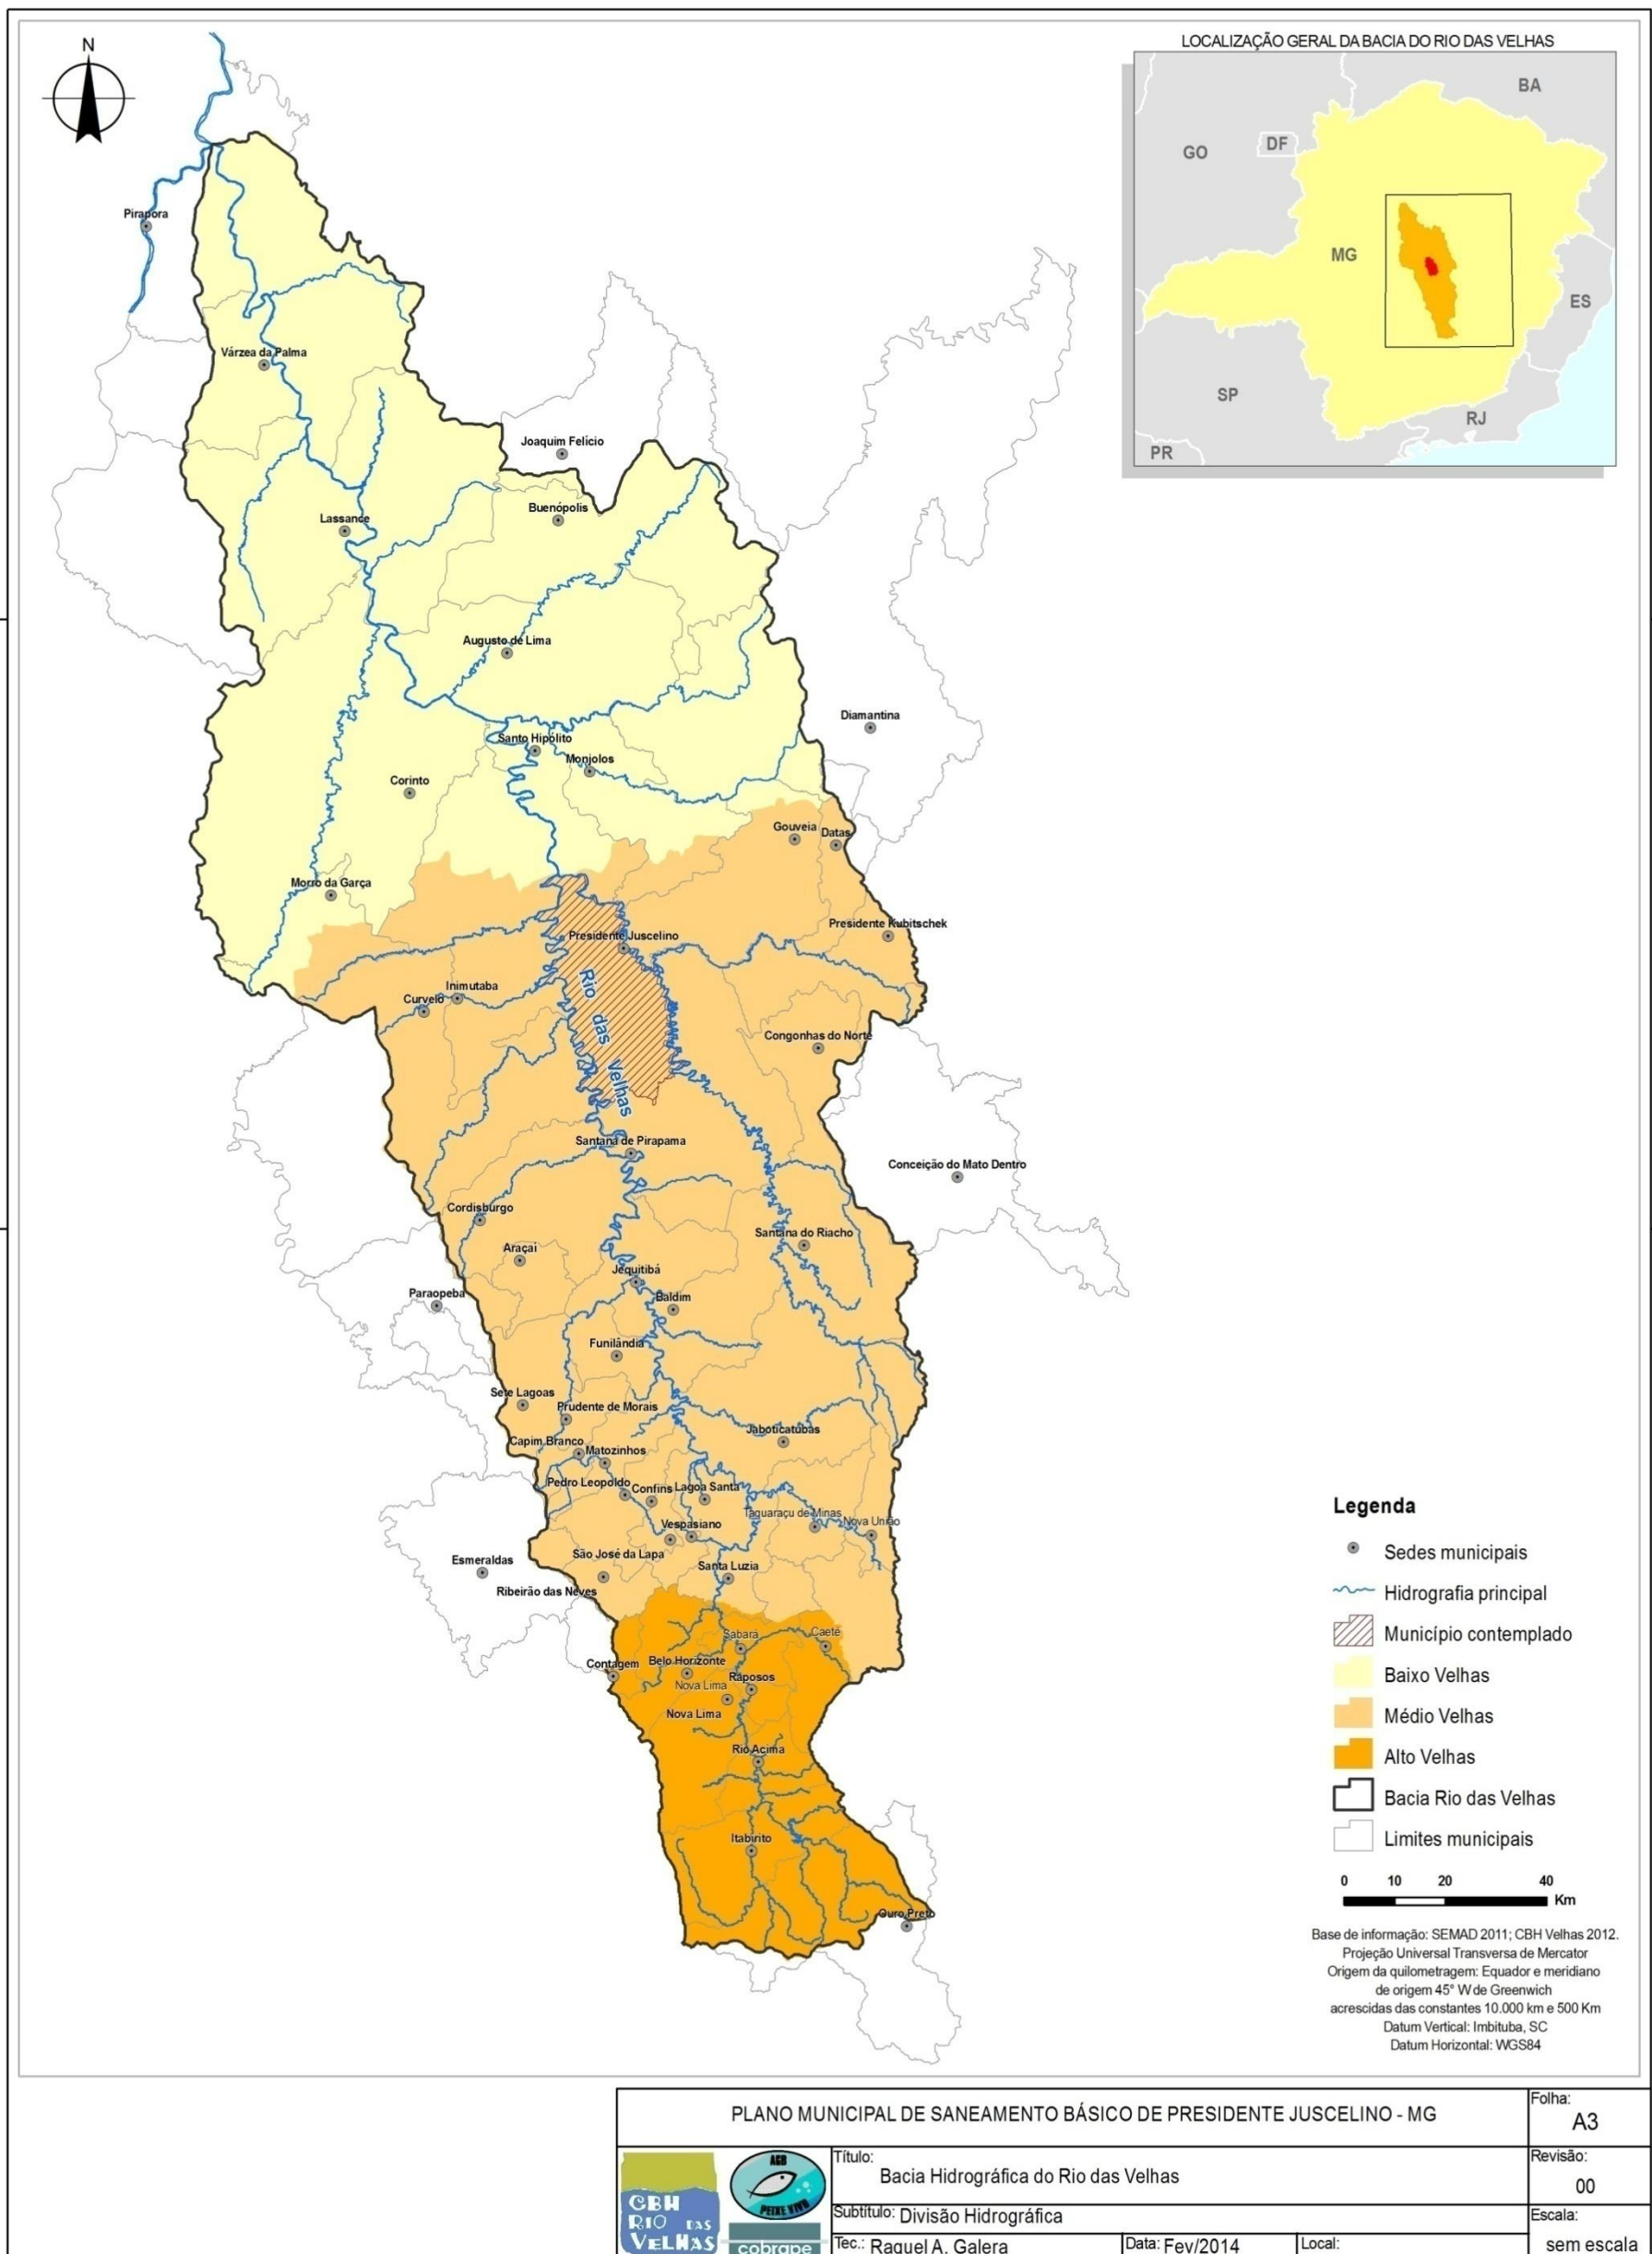 N
LOCALIZAÇÃO GERAL DA BACIA DO RIO DAS VELHAS
BA
GO
DF
MG
ES
SP
RJ
PR
Pirapora
Várzea da Palma
Joaquim Felício
Buenópolis
Lassance
Augusto de Lima
Diamantina
Santo Hipólito
Monjolos
Corinto
Gouveia
Datas
Morro da Garça
Presidente Kubitschek
Presidente Juscelino
Rio das Velhas
Inimutaba
Curvelo
Congonhas do Norte
Santana de Pirapama
Conceição do Mato Dentro
Cordisburgo
Santana do Riacho
Araçaí
Jequitibá
Paraopeba
Baldim
Funilândia
Sete Lagoas
Prudente de Morais
Jaboticatubas
Capim Branco
Matozinhos
Pedro Leopoldo
Confins
Lagoa Santa
Taquaraçu de Minas
Nova União
Vespasiano
São José da Lapa
Esmeraldas
Santa Luzia
Ribeirão das Neves
Sabará
Caeté
Contagem
Belo Horizonte
Raposos
Nova Lima
Nova Lima
Rio Acima
Itabirito
Ouro Preto
Legenda
Sedes municipais
Hidrografia principal
Município contemplado
Baixo Velhas
Médio Velhas
Alto Velhas
Bacia Rio das Velhas
Limites municipais
0 10 20 40
Km
Base de informação: SEMAD 2011; CBH Velhas 2012.
Projeção Universal Transversa de Mercator
Origem da quilometragem: Equador e meridiano
de origem 45° W de Greenwich
acrescidas das constantes 10.000 km e 500 Km
Datum Vertical: Imbituba, SC
Datum Horizontal: WGS84
PLANO MUNICIPAL DE SANEAMENTO BÁSICO DE PRESIDENTE JUSCELINO - MG
Folha:
A3
CBH
RIO DAS
VELHAS
AGB
PEIXE VIVO
cobrape
Título:
Bacia Hidrográfica do Rio das Velhas
Revisão:
00
Subtítulo: Divisão Hidrográfica
Escala:
sem escala
Tec.: Raquel A. Galera
Data: Fev/2014
Local: